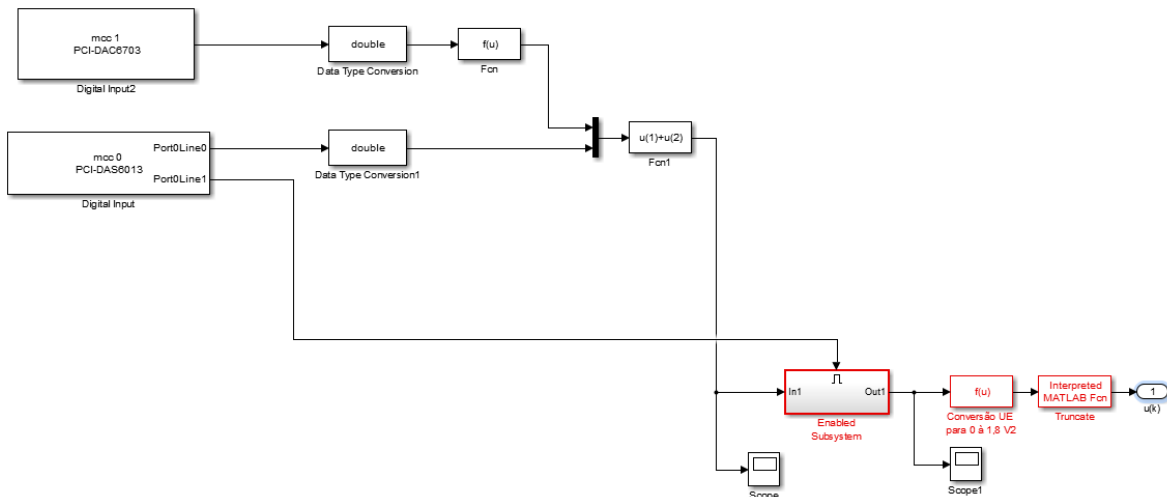 mcc 1
PCI-DAC6703
Digital Input2
double
Data Type Conversion
f(u)
Fcn
mcc 0
PCI-DAS6013
Port0Line0
Port0Line1
Digital Input
double
Data Type Conversion1
u(1)+u(2)
Fcn1
In1
Out1
Enabled
Subsystem
f(u)
Conversão UE
para 0 à 1,8 V2
Interpreted
MATLAB Fcn
Truncate
1
u(k)
Scope
Scope1